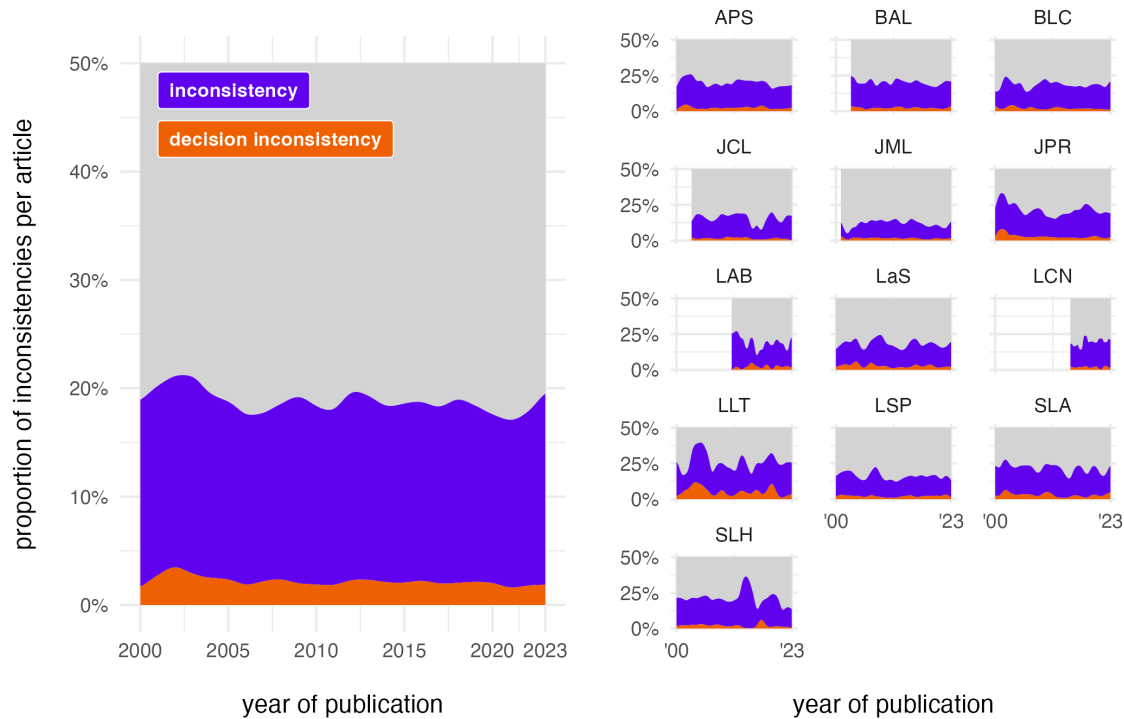 proportion of inconsistencies per article
50%
40%
30%
20%
10%
0%
inconsistency
decision inconsistency
2000 2005 2010 2015 2020 2023
year of publication
APS BAL BLC
50%
25%
0%
JCL JML JPR
50%
25%
0%
LAB LaS LCN
50%
25%
0%
LLT LSP SLA
50%
25%
0%
'00 '23 '00 '23
SLH
50%
25%
0%
'00 '23
year of publication